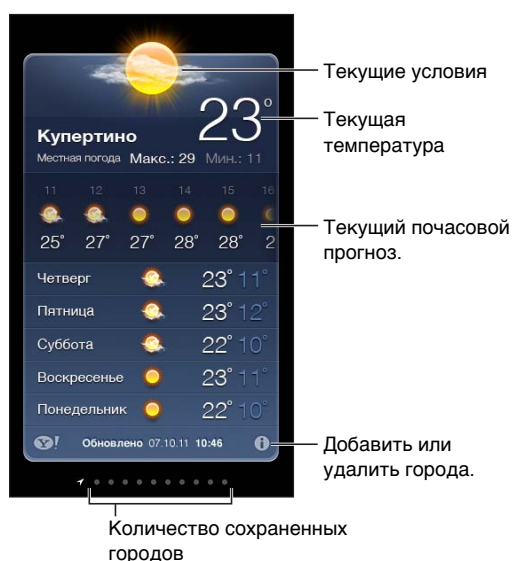 Текущие условия
23°
Текущая
температура
Купертино
Местная погода Макс.: 29 Мин.: 11
11 12 13 14 15 16
25° 27° 27° 28° 28° 2
Текущий почасовой
прогноз.
Четверг 23° 11°
Пятница 23° 12°
Суббота 22° 10°
Воскресенье 23° 11°
Понедельник 22° 10°
Y! Обновлено 07.10.11 10:46 i
Добавить или
удалить города.
Количество сохраненных
городов